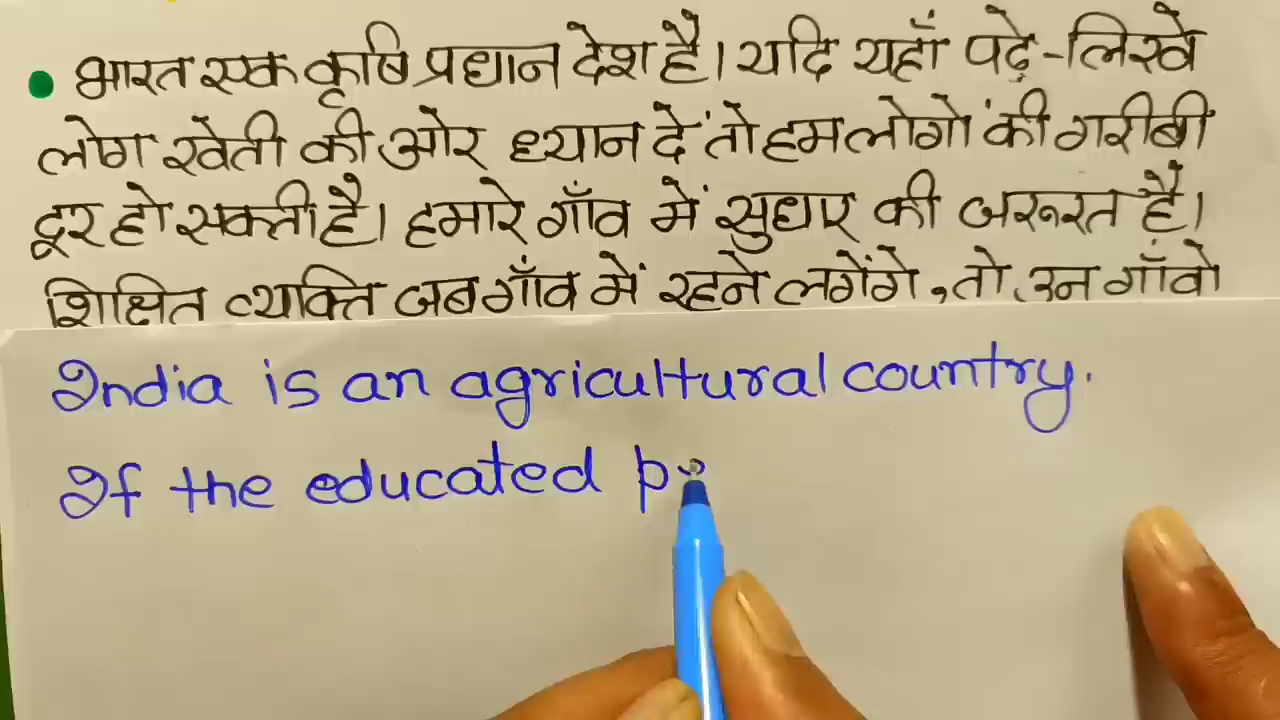 भारत एक कृषि प्रधान देश है। यदि यहाँ पढ़े-लिखे
लोग खेती की ओर ध्यान दें तो हम लोगों की गरीबी
दूर हो सकती है। हमारे गाँव में सुधार की जरूरत है।
शिक्षित व्यक्ति जब गाँव में रहने लगेंगे, तो उन गाँवो
India is an agricultural country.
If the educated p